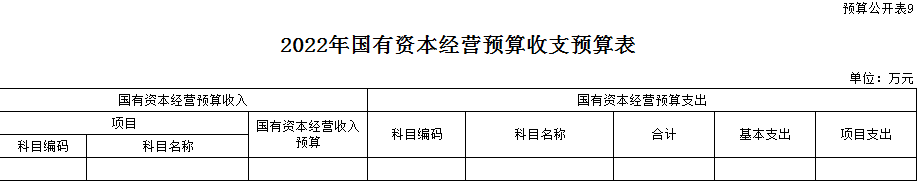 预算公开表9
2022年国有资本经营预算收支预算表
单位：万元
国有资本经营预算收入 国有资本经营预算支出
项目 国有资本经营收入预算 科目编码 科目名称 合计 基本支出 项目支出
科目编码 科目名称